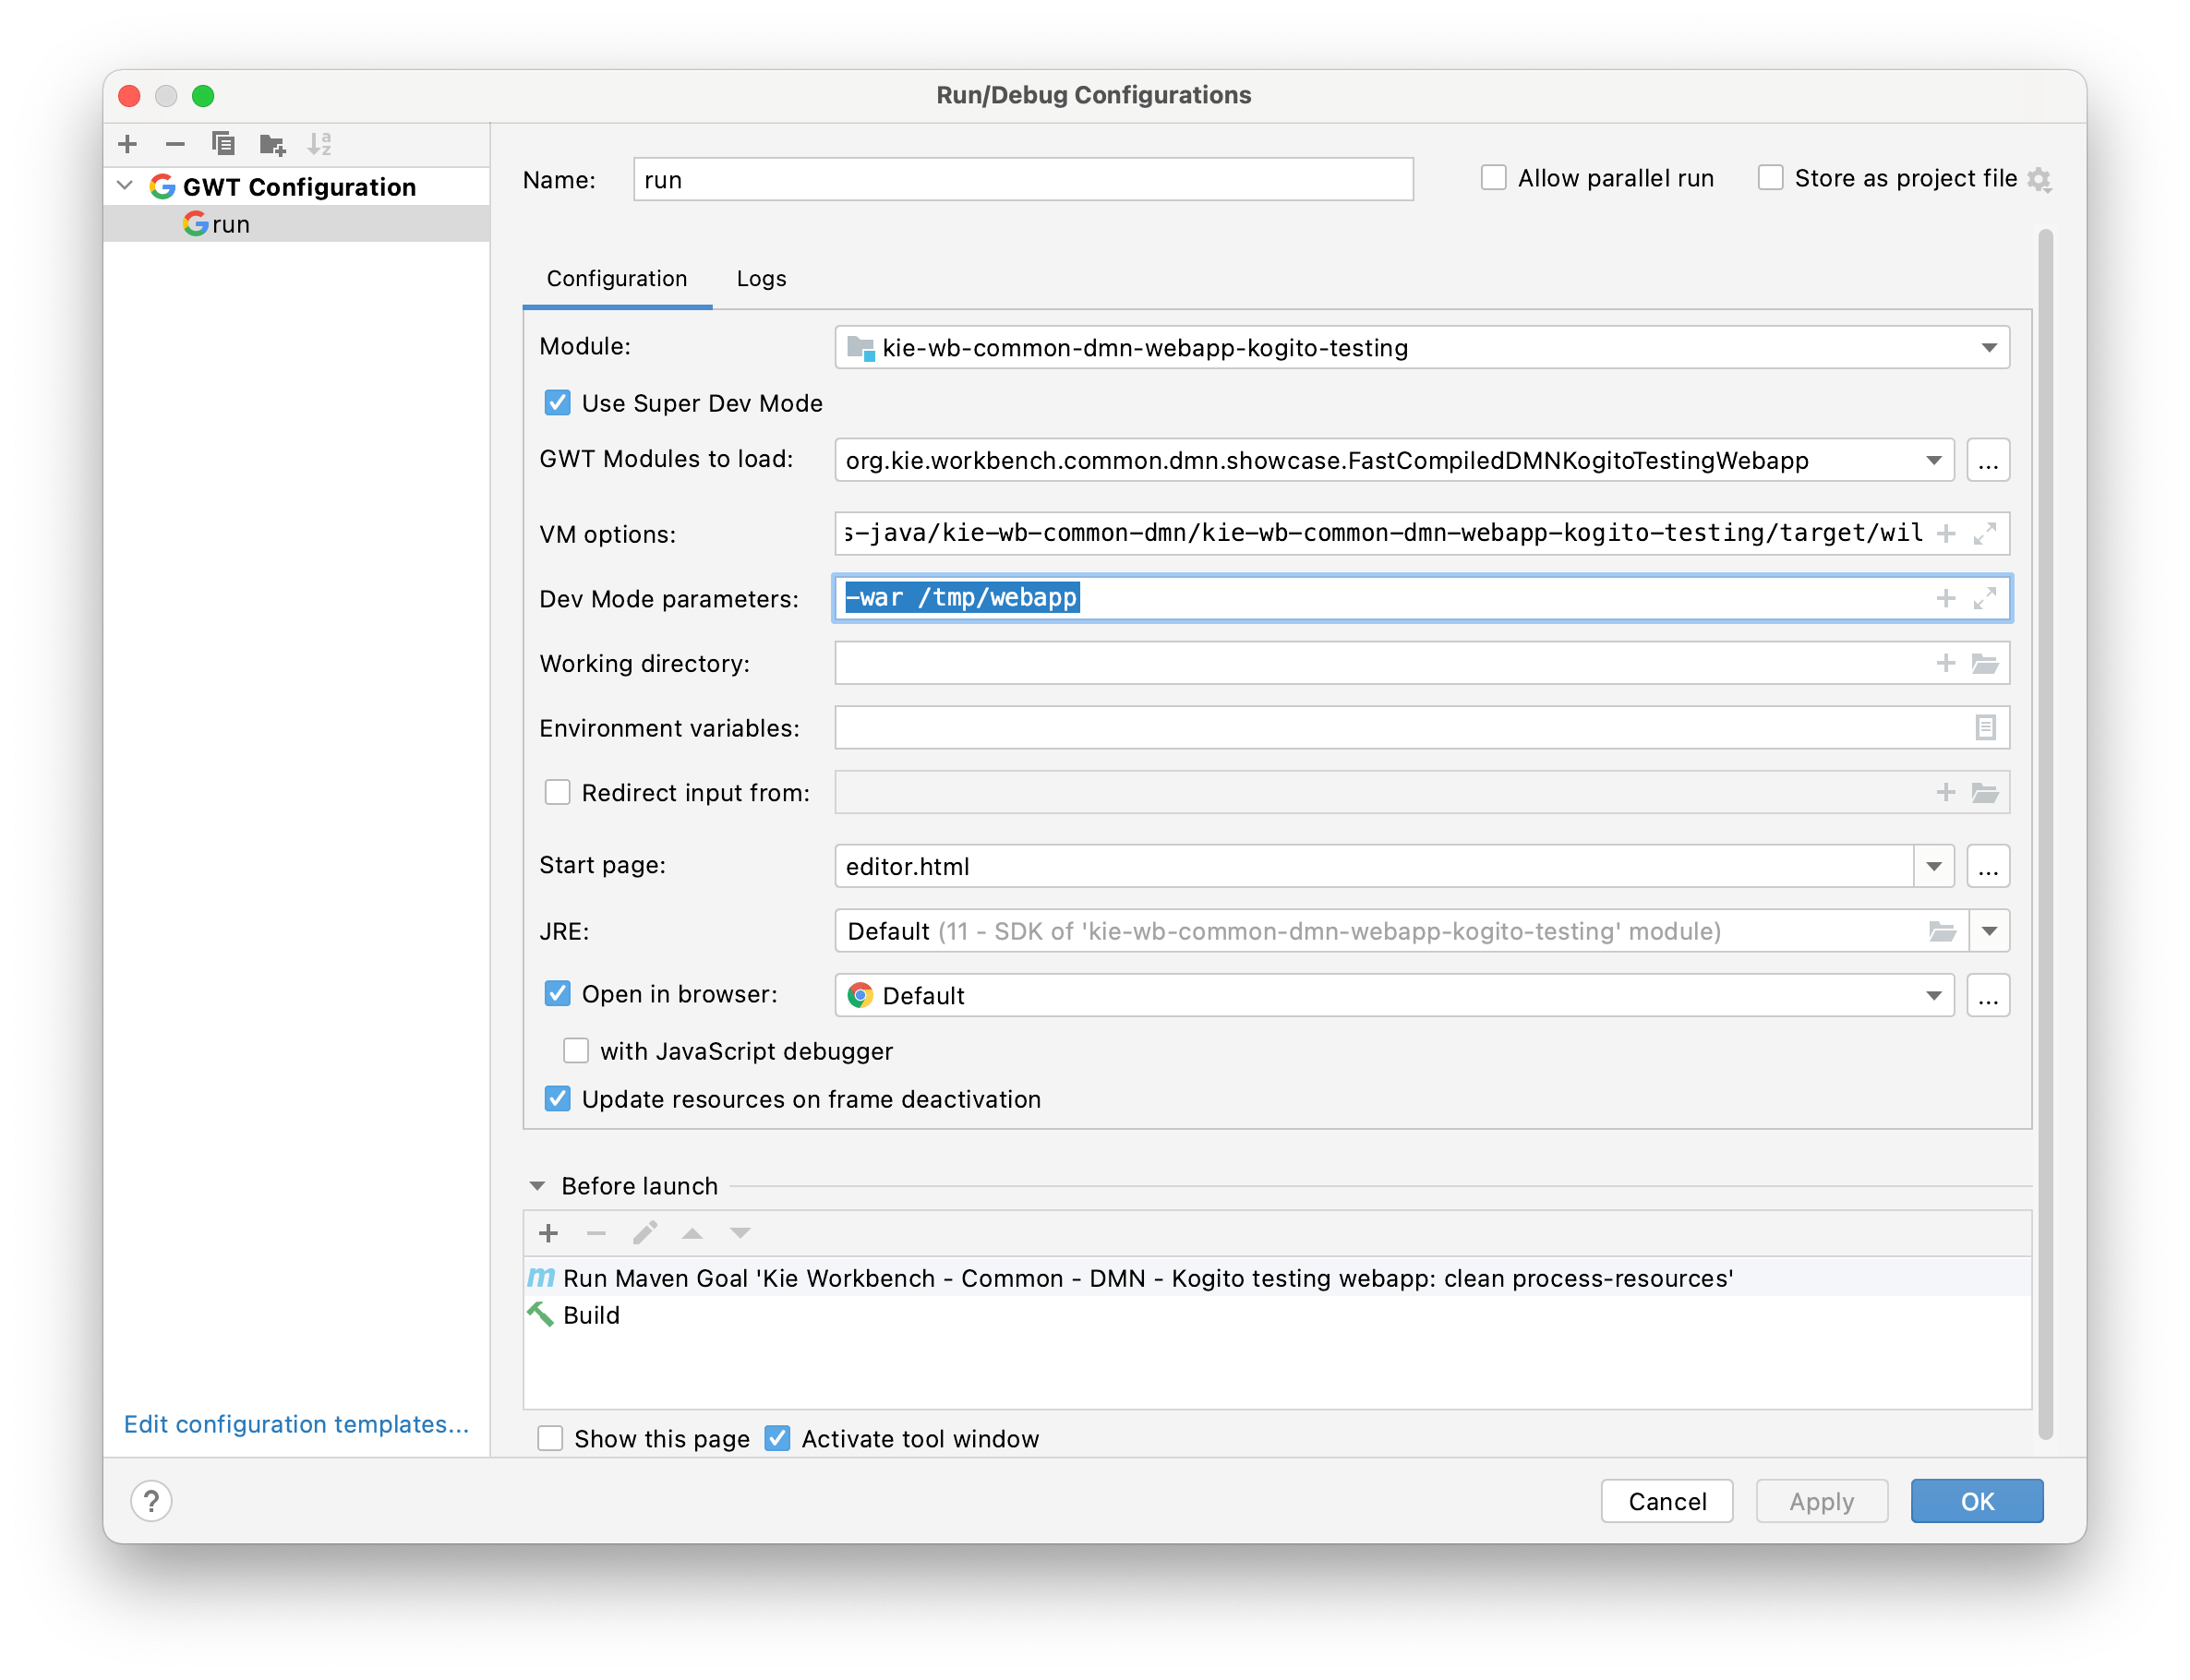 Run/Debug Configurations
GWT Configuration
run
Edit configuration templates...
Name: run
Allow parallel run
Store as project file
Configuration Logs
Module: kie-wb-common-dmn-webapp-kogito-testing
Use Super Dev Mode
GWT Modules to load: org.kie.workbench.common.dmn.showcase.FastCompiledDMNKogitoTestingWebapp ...
VM options: s-java/kie-wb-common-dmn/kie-wb-common-dmn-webapp-kogito-testing/target/wil
Dev Mode parameters: -war /tmp/webapp
Working directory:
Environment variables:
Redirect input from:
Start page: editor.html ...
JRE: Default (11 - SDK of 'kie-wb-common-dmn-webapp-kogito-testing' module)
Open in browser: Default ...
with JavaScript debugger
Update resources on frame deactivation
Before launch
Run Maven Goal 'Kie Workbench - Common - DMN - Kogito testing webapp: clean process-resources'
Build
Show this page Activate tool window
? Cancel Apply OK